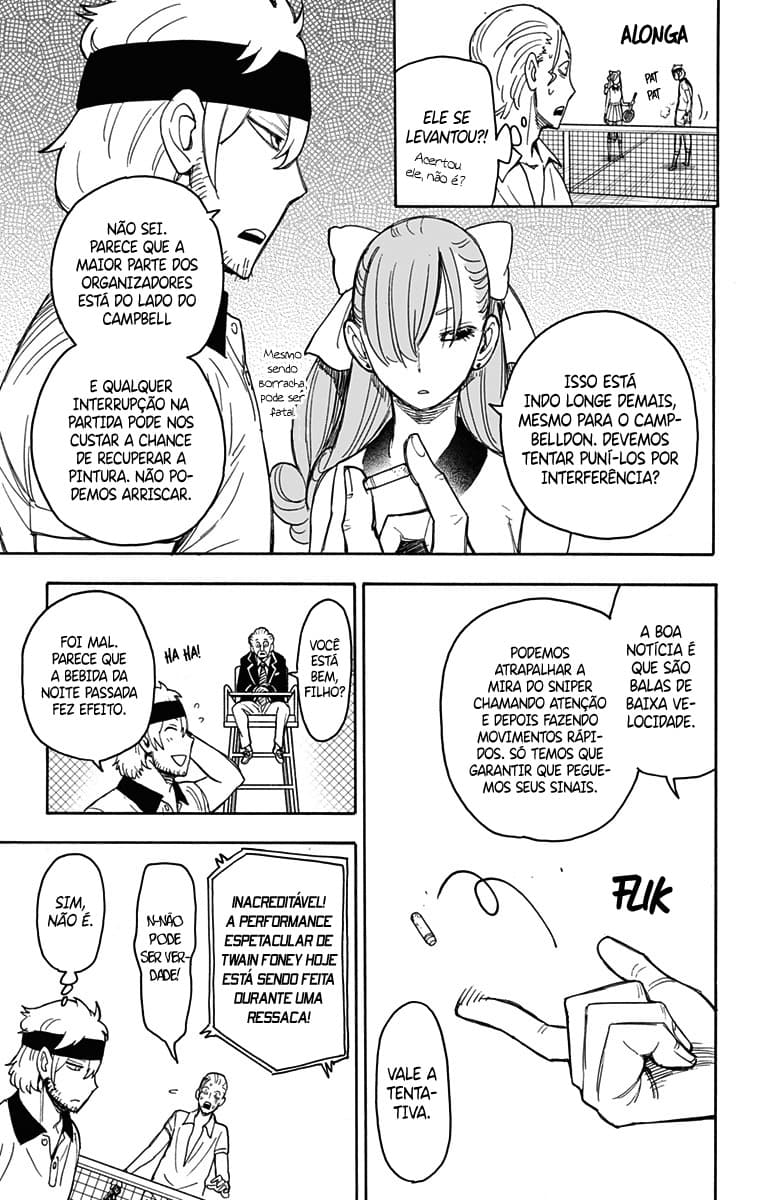 ALONGA
PAT
PAT
ELE SE
LEVANTOU?!
Acertou
ele, não é?
ISSO ESTÁ
INDO LONGE DEMAIS,
MESMO PARA O CAMP-
BELLDON. DEVEMOS
TENTAR PUNÍ-LOS POR
INTERFERÊNCIA?
Mesmo
sendo
borracha,
pode ser
fatal.
NÃO SEI.
PARECE QUE A
MAIOR PARTE DOS
ORGANIZADORES
ESTÁ DO LADO DO
CAMPBELL
E QUALQUER
INTERRUPÇÃO NA
PARTIDA PODE NOS
CUSTAR A CHANCE
DE RECUPERAR A
PINTURA. NÃO PO-
DEMOS ARRISCAR.
A BOA
NOTÍCIA É
QUE SÃO
BALAS DE
BAIXA VE-
LOCIDADE.
PODEMOS
ATRAPALHAR A
MIRA DO SNIPER
CHAMANDO ATENÇÃO
E DEPOIS FAZENDO
MOVIMENTOS RÁPI-
DOS. SÓ TEMOS QUE
GARANTIR QUE PEGUE-
MOS SEUS SINAIS.
FLIK
VALE A
TENTA-
TIVA.
VOCÊ
ESTÁ
BEM,
FILHO?
HA HA!
FOI MAL.
PARECE QUE
A BEBIDA DA
NOITE PASSADA
FEZ EFEITO.
INACREDITÁVEL!
A PERFORMANCE
ESPETACULAR DE
TWAIN FONEY HOJE
ESTÁ SENDO FEITA
DURANTE UMA
RESSACA!
N-NÃO
PODE
SER VER-
DADE!
SIM,
NÃO É.